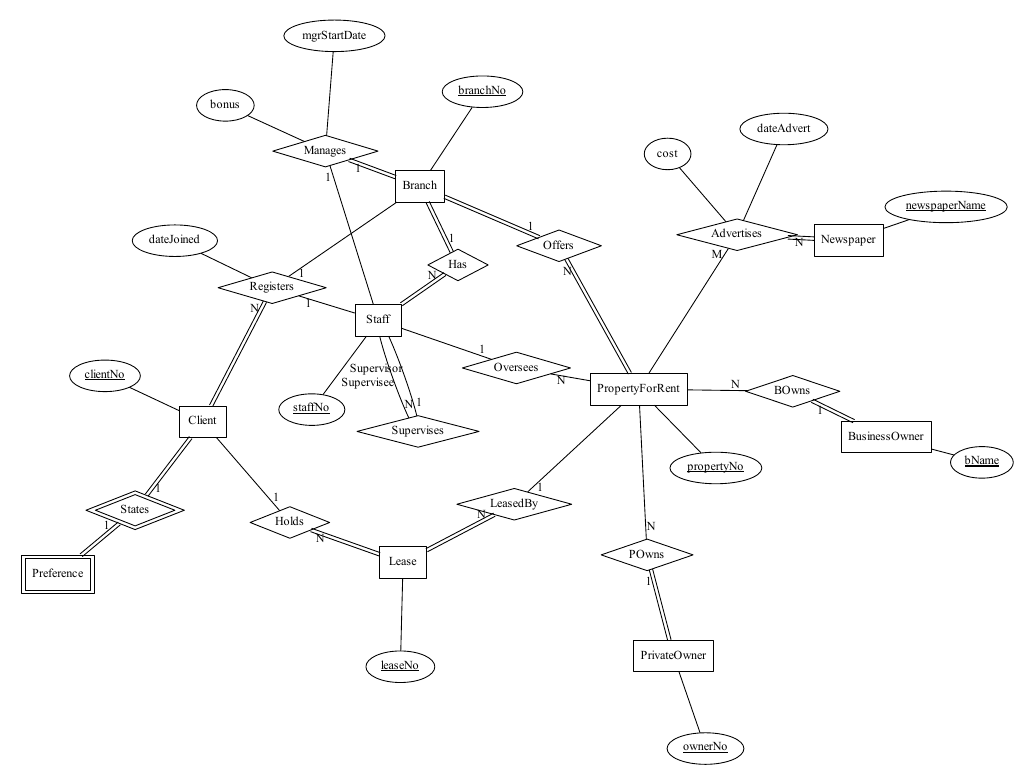 mgrStartDate
bonus
branchNo
dateAdvert
Manages
cost
1
1
Branch
newspaperName
dateJoined
1
Advertises
N
Newspaper
Offers
M
1
Has
N
N
Registers
1
1
N
Staff
1
Oversees
N
Supervisor
Supervisee
clientNo
PropertyForRent
N
BOwns
1
staffNo
N
1
Supervises
Client
BusinessOwner
bName
propertyNo
1
States
1
1
Holds
N
1
LeasedBy
N
N
POwns
1
Preference
Lease
PrivateOwner
leaseNo
ownerNo